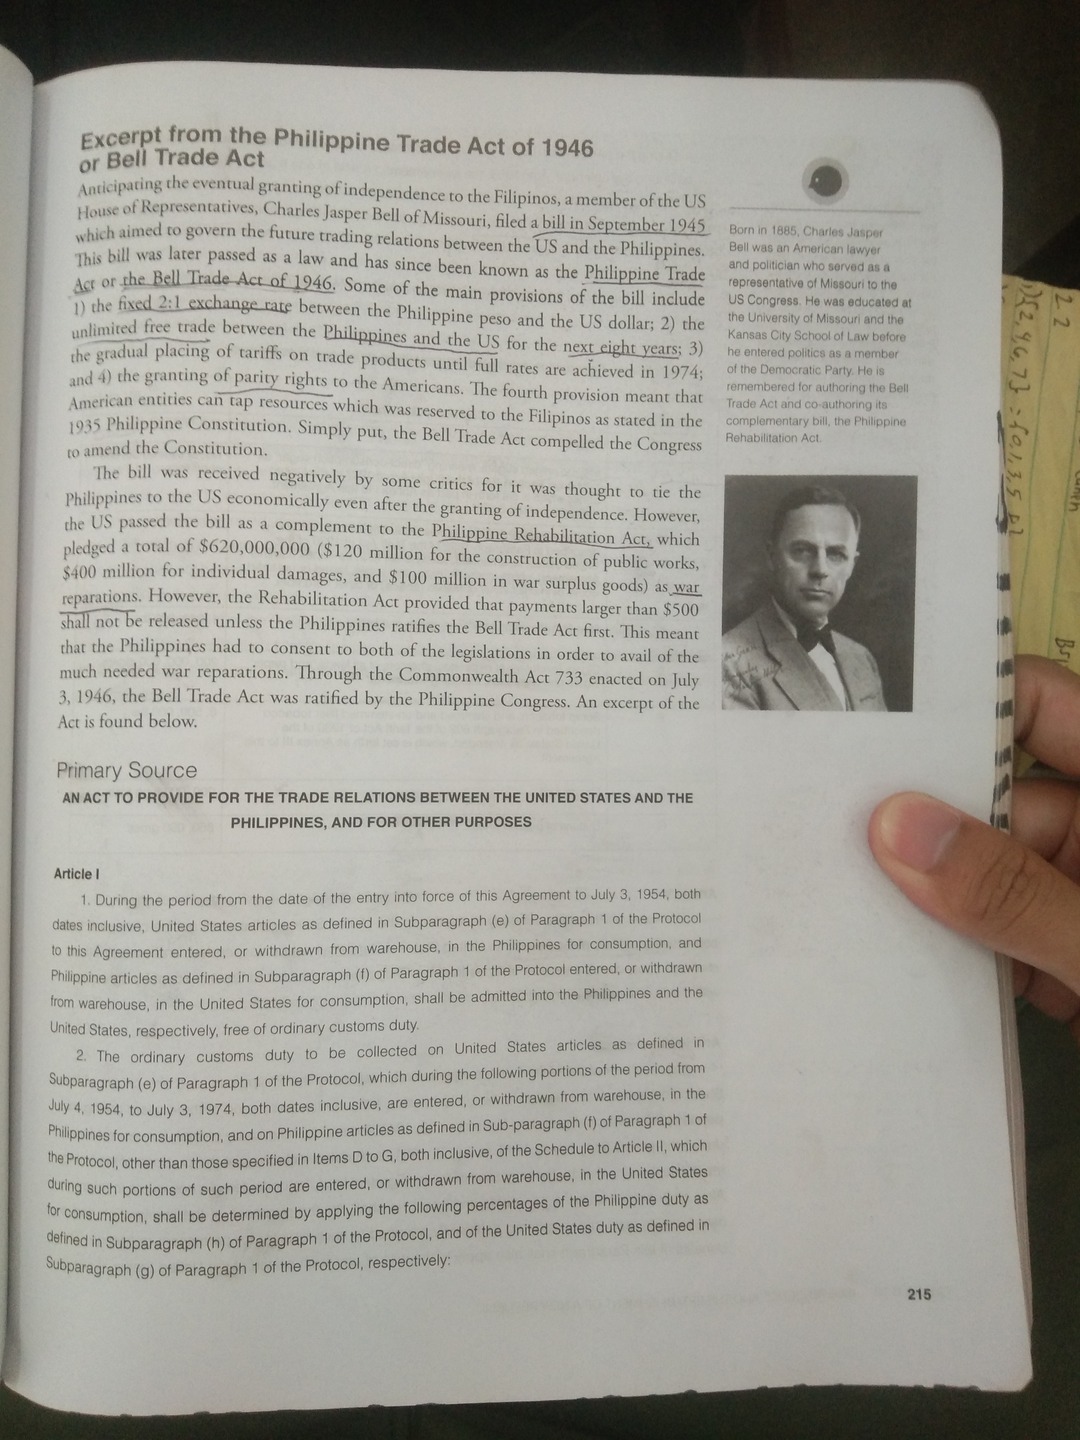 Excerpt from the Philippine Trade Act of 1946
or Bell Trade Act
Anticipating the eventual granting of independence to the Filipinos, a member of the US
House of Representatives, Charles Jasper Bell of Missouri, filed a bill in September 1945
which aimed to govern the future trading relations between the US and the Philippines.
This bill was later passed as a law and has since been known as the Philippine Trade
Act or the Bell Trade Act of 1946. Some of the main provisions of the bill include
1) the fixed 2:1 exchange rate between the Philippine peso and the US dollar; 2) the
unlimited free trade between the Philippines and the US for the next eight years; 3)
the gradual placing of tariffs on trade products until full rates are achieved in 1974;
and 4) the granting of parity rights to the Americans. The fourth provision meant that
American entities can tap resources which was reserved to the Filipinos as stated in the
1935 Philippine Constitution. Simply put, the Bell Trade Act compelled the Congress
to amend the Constitution.
The bill was received negatively by some critics for it was thought to tie the
Philippines to the US economically even after the granting of independence. However,
the US passed the bill as a complement to the Philippine Rehabilitation Act, which
pledged a total of $620,000,000 ($120 million for the construction of public works,
$400 million for individual damages, and $100 million in war surplus goods) as war
reparations. However, the Rehabilitation Act provided that payments larger than $500
shall not be released unless the Philippines ratifies the Bell Trade Act first. This meant
that the Philippines had to consent to both of the legislations in order to avail of the
much needed war reparations. Through the Commonwealth Act 733 enacted on July
3, 1946, the Bell Trade Act was ratified by the Philippine Congress. An excerpt of the
Act is found below.
Born in 1885, Charles Jasper
Bell was an American lawyer
and politician who served as a
representative of Missouri to the
US Congress. He was educated at
the University of Missouri and the
Kansas City School of Law before
he entered politics as a member
of the Democratic Party. He is
remembered for authoring the Bell
Trade Act and co-authoring its
complementary bill, the Philippine
Rehabilitation Act.
Primary Source
AN ACT TO PROVIDE FOR THE TRADE RELATIONS BETWEEN THE UNITED STATES AND THE
PHILIPPINES, AND FOR OTHER PURPOSES
Article I
1. During the period from the date of the entry into force of this Agreement to July 3, 1954, both
dates inclusive, United States articles as defined in Subparagraph (e) of Paragraph 1 of the Protocol
to this Agreement entered, or withdrawn from warehouse, in the Philippines for consumption, and
Philippine articles as defined in Subparagraph (f) of Paragraph 1 of the Protocol entered, or withdrawn
from warehouse, in the United States for consumption, shall be admitted into the Philippines and the
United States, respectively, free of ordinary customs duty.
2. The ordinary customs duty to be collected on United States articles as defined in
Subparagraph (e) of Paragraph 1 of the Protocol, which during the following portions of the period from
July 4, 1954, to July 3, 1974, both dates inclusive, are entered, or withdrawn from warehouse, in the
Philippines for consumption, and on Philippine articles as defined in Sub-paragraph (f) of Paragraph 1 of
the Protocol, other than those specified in Items D to G, both inclusive, of the Schedule to Article II, which
during such portions of such period are entered, or withdrawn from warehouse, in the United States
for consumption, shall be determined by applying the following percentages of the Philippine duty as
defined in Subparagraph (h) of Paragraph 1 of the Protocol, and of the United States duty as defined in
Subparagraph (g) of Paragraph 1 of the Protocol, respectively:
215
2.2